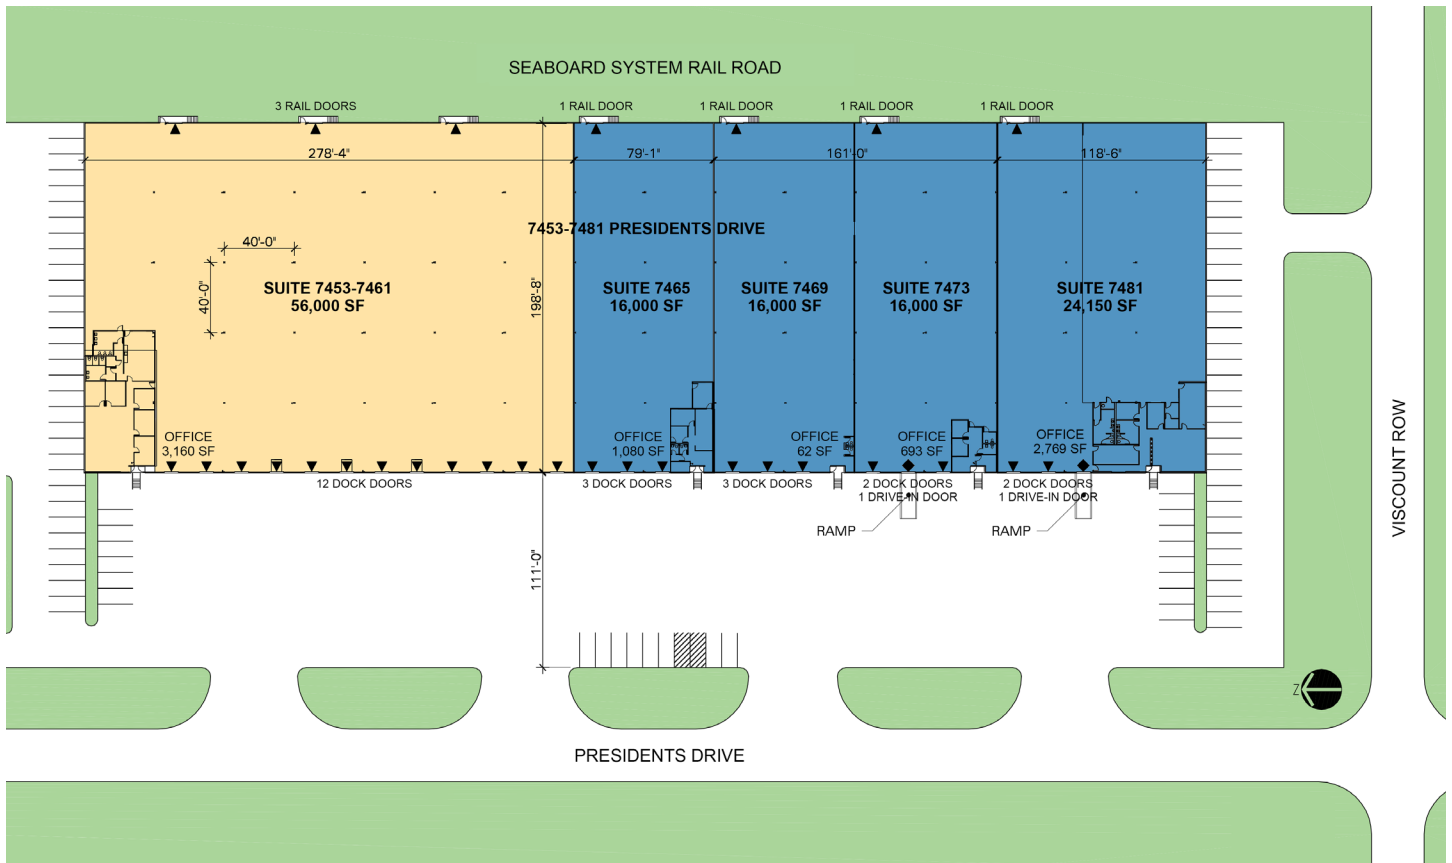 SEABOARD SYSTEM RAIL ROAD
3 RAIL DOORS
1 RAIL DOOR
1 RAIL DOOR
1 RAIL DOOR
1 RAIL DOOR
278'-4"
79'-1"
161'-0"
118'-6"
7453-7481 PRESIDENTS DRIVE
40'-0"
40'-0"
198'-8"
SUITE 7453-7461
56,000 SF
SUITE 7465
16,000 SF
SUITE 7469
16,000 SF
SUITE 7473
16,000 SF
SUITE 7481
24,150 SF
OFFICE
3,160 SF
OFFICE
1,080 SF
OFFICE
62 SF
OFFICE
693 SF
OFFICE
2,769 SF
12 DOCK DOORS
3 DOCK DOORS
3 DOCK DOORS
2 DOCK DOORS
1 DRIVE-IN DOOR
2 DOCK DOORS
1 DRIVE-IN DOOR
RAMP
RAMP
111'-0"
VISCOUNT ROW
Z
PRESIDENTS DRIVE